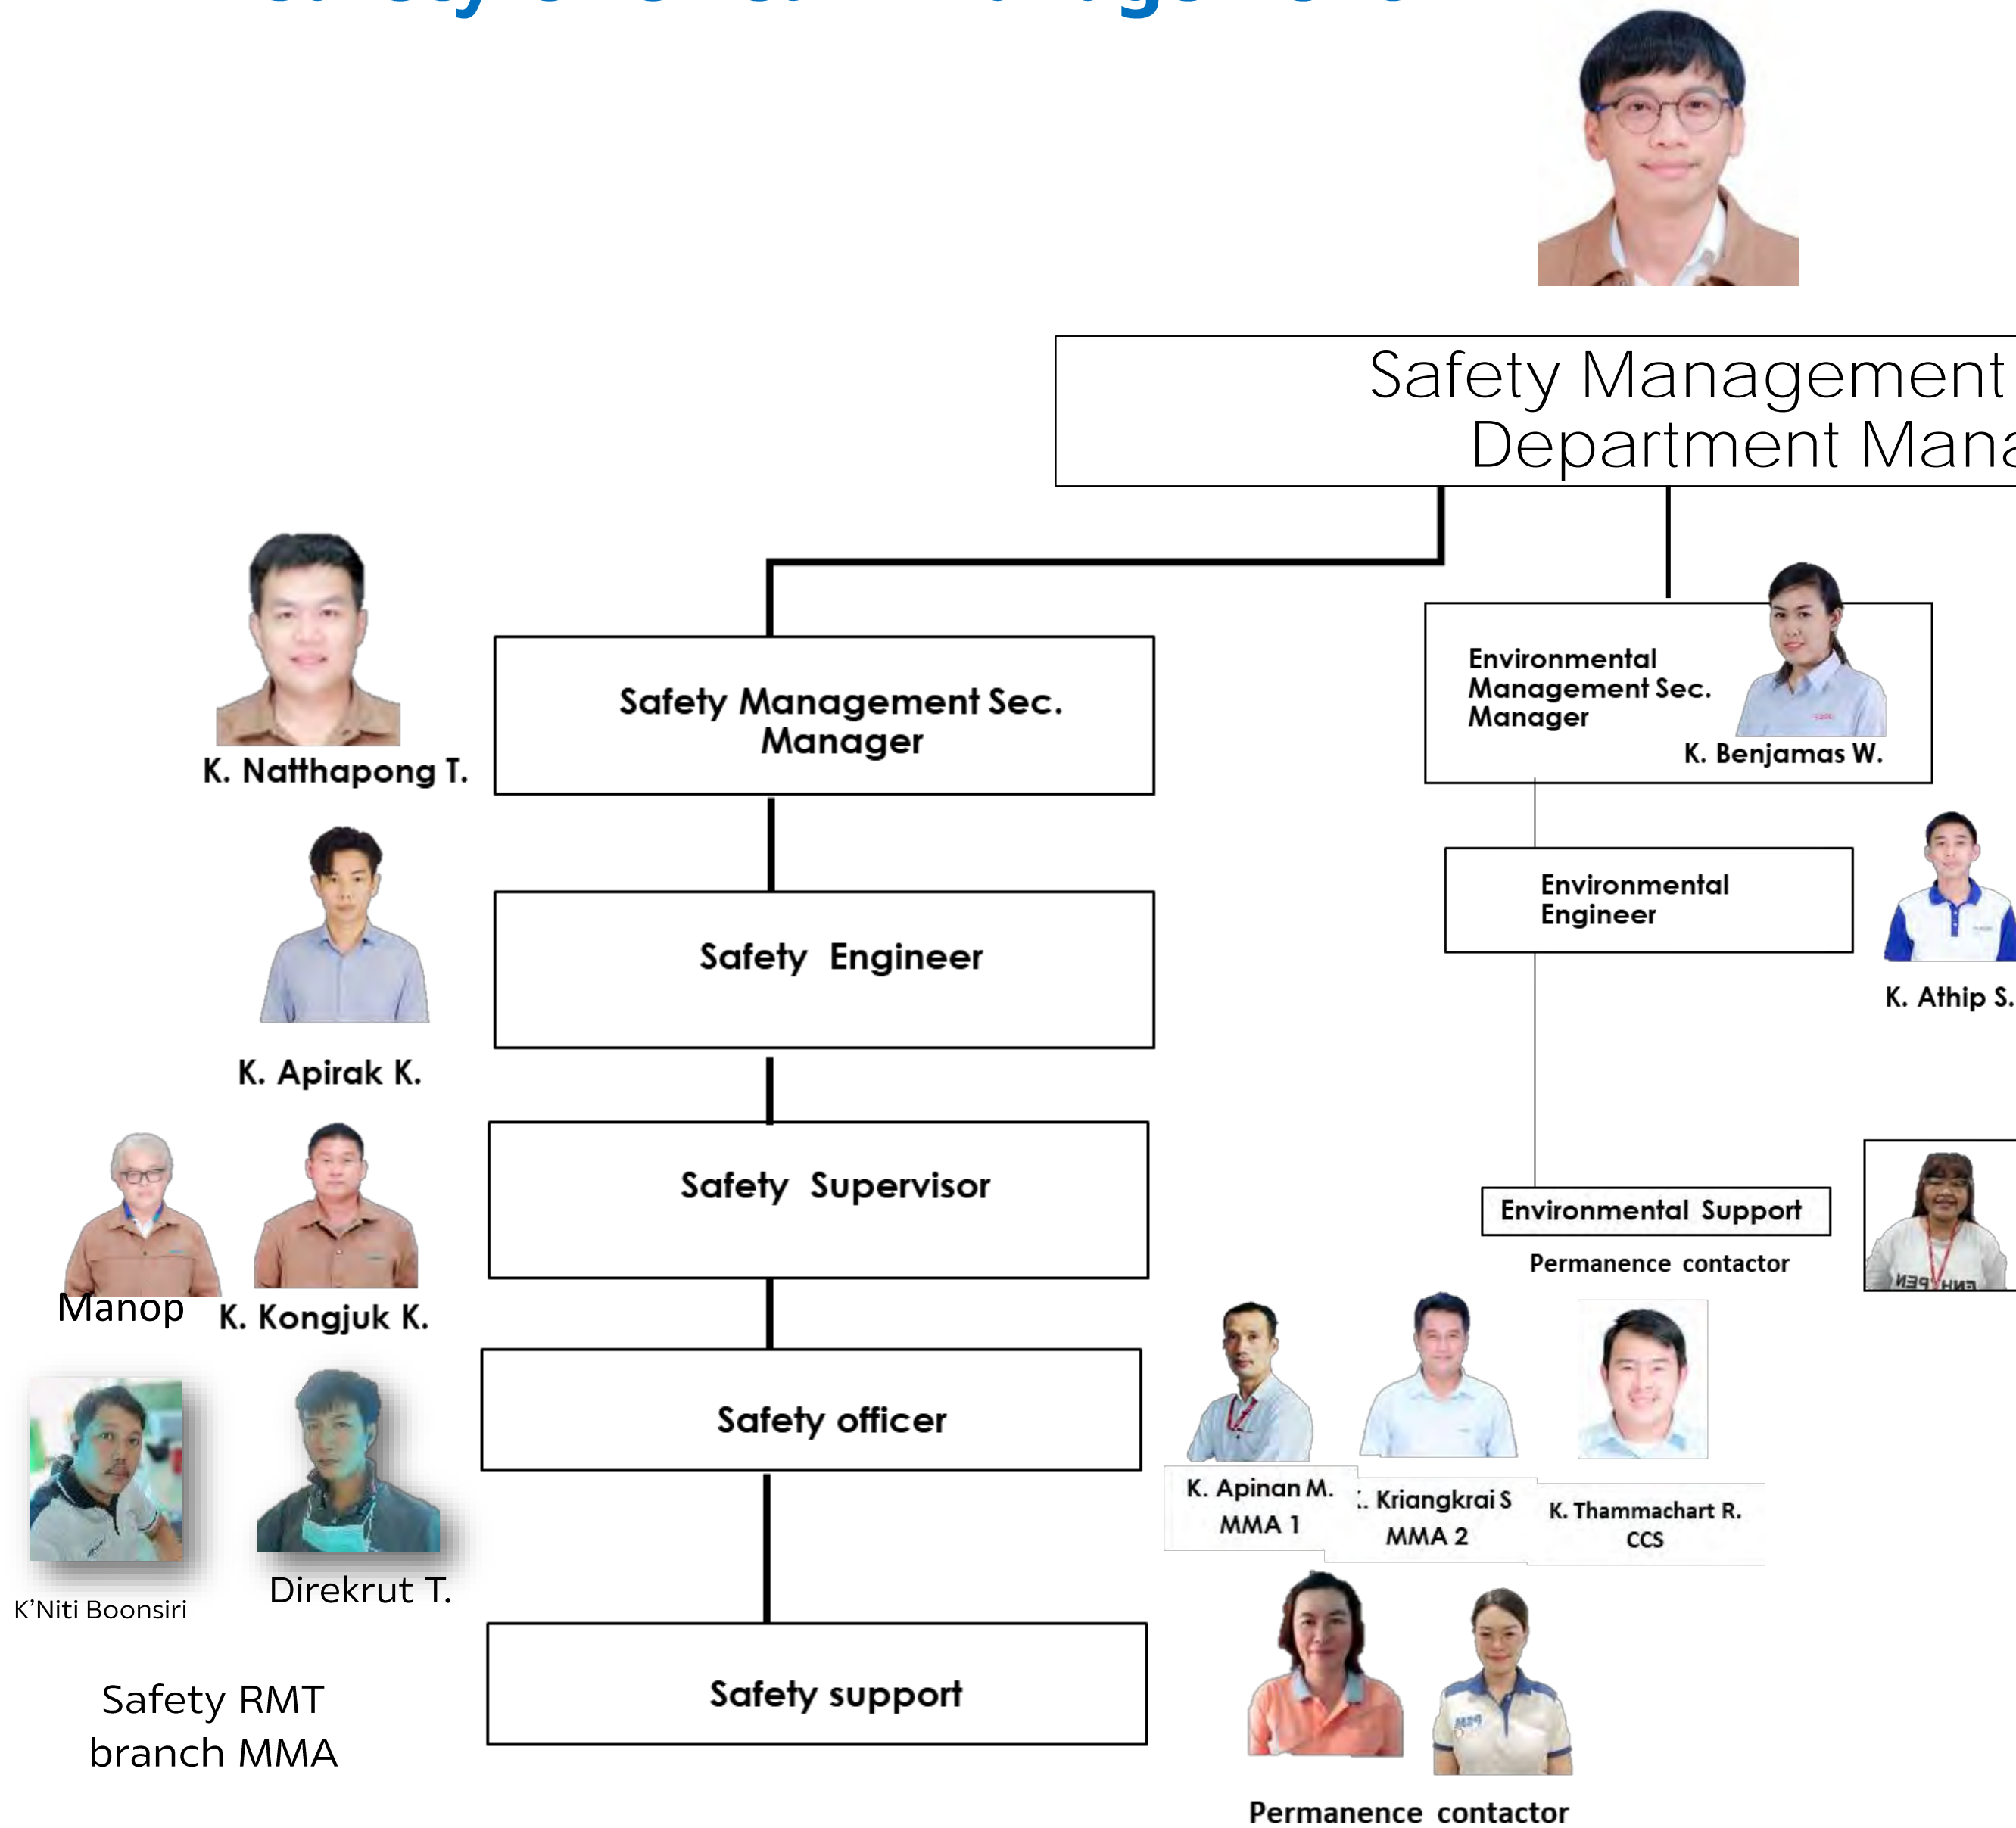 Safety Management
Department
Safety Management Sec.
Manager
K. Natthapong T.
Environmental
Management Sec.
Manager
K. Benjamas W.
Safety Engineer
K. Apirak K.
Environmental
Engineer
K. Athip S.
Safety Supervisor
Manop
K. Kongjuk K.
Environmental Support
Permanence contactor
Safety officer
K. Apinan M.
MMA 1
Kriangkrai S
MMA 2
K. Thammachart R.
CCS
K'Niti Boonsiri
Direkrut T.
Safety RMT
branch MMA
Safety support
Permanence contactor